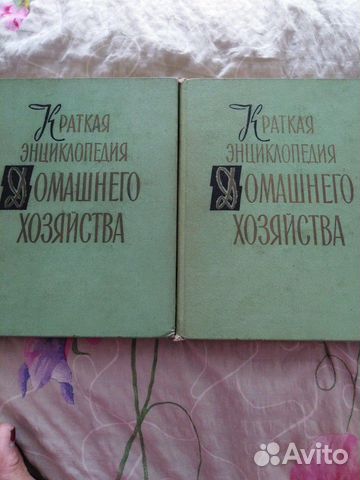 Краткая
энциклопедия
Домашнего
хозяйства
Краткая
энциклопедия
Домашнего
хозяйства
Avito